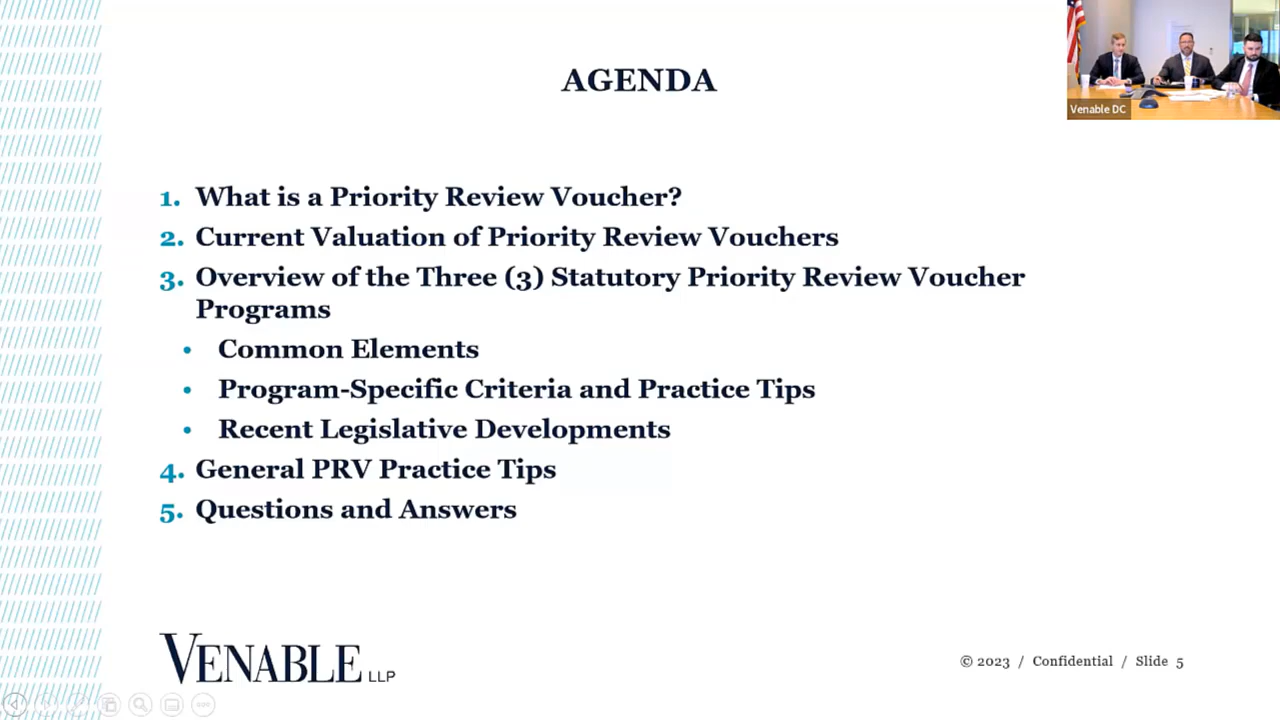 AGENDA
Venable DC
1. What is a Priority Review Voucher?
2. Current Valuation of Priority Review Vouchers
3. Overview of the Three (3) Statutory Priority Review Voucher
Programs
• Common Elements
• Program-Specific Criteria and Practice Tips
• Recent Legislative Developments
4. General PRV Practice Tips
5. Questions and Answers
VENABLE LLP
© 2023 / Confidential / Slide 5